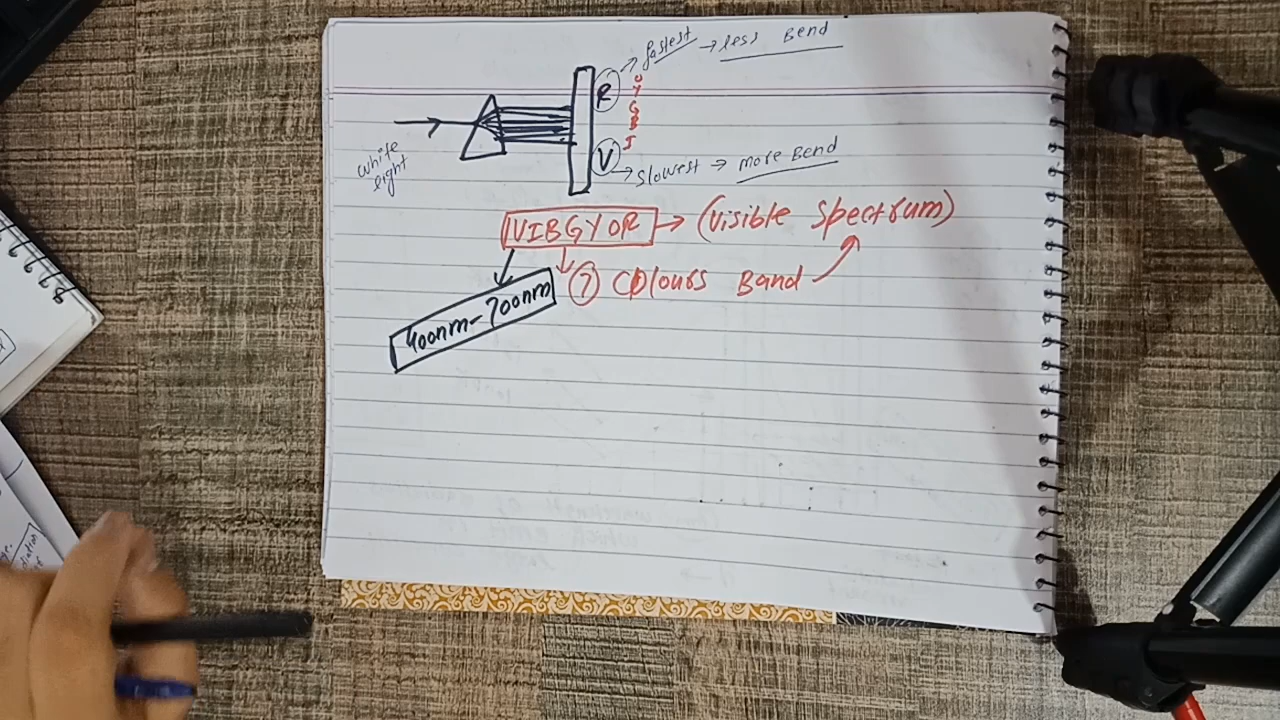 R → fastest → less Bend
O
Y
G
B
I
V → slowest → more Bend
white
light
VIBGYOR → (Visible Spectrum)
7 Colours Band
400nm - 700nm